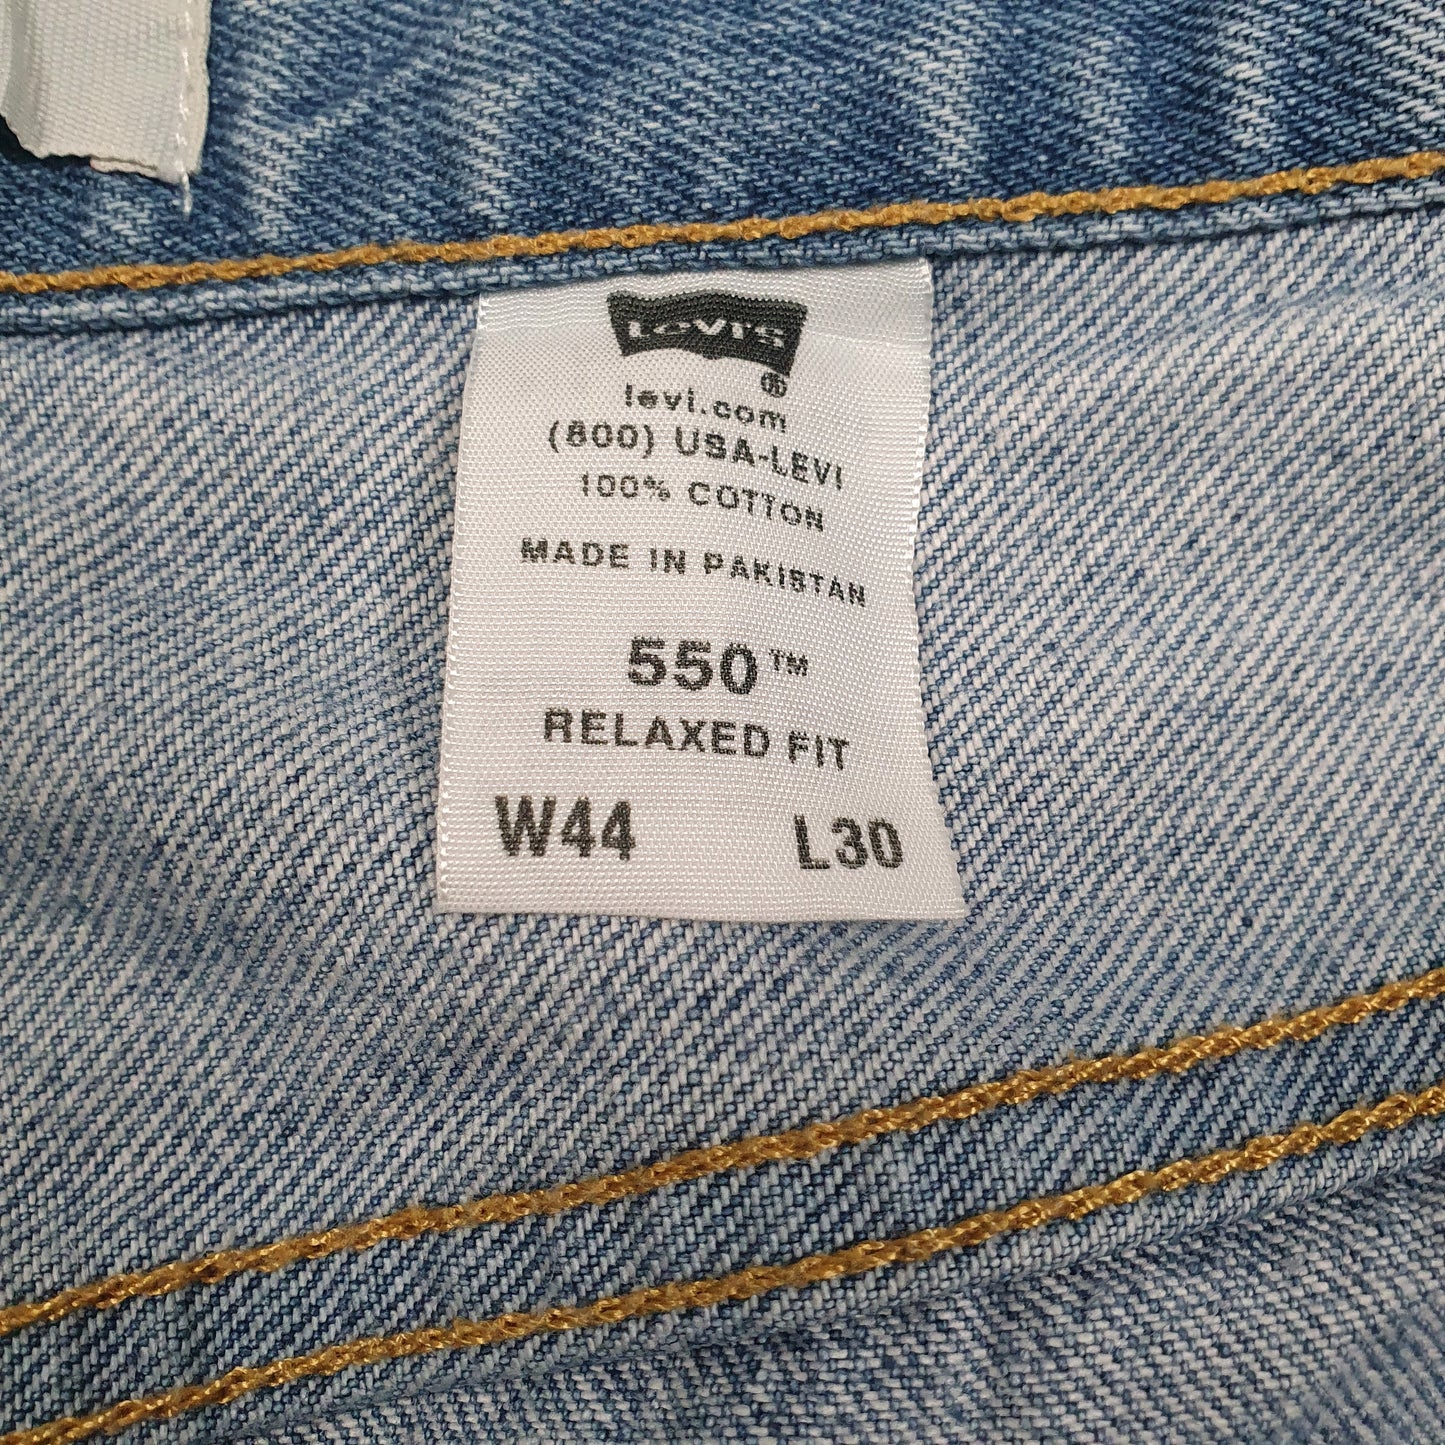 Levi's
®
levi.com
(800) USA-LEVI
100% COTTON
MADE IN PAKISTAN
550™
RELAXED FIT
W44 L30